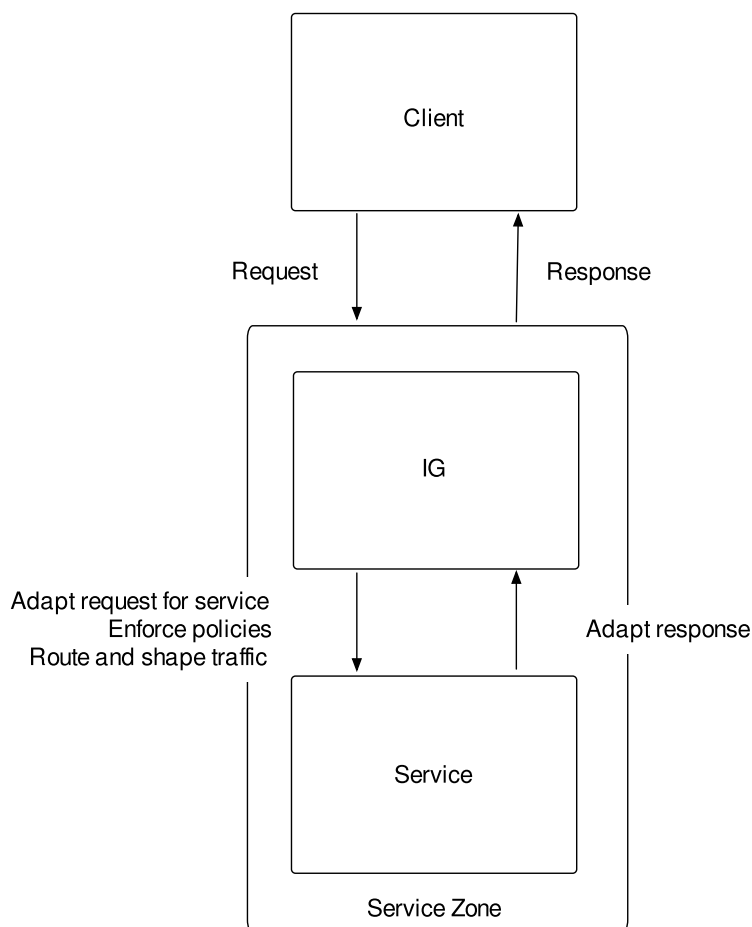 Client
Request
Response
IG
Adapt request for service
Enforce policies
Route and shape traffic
Adapt response
Service
Service Zone